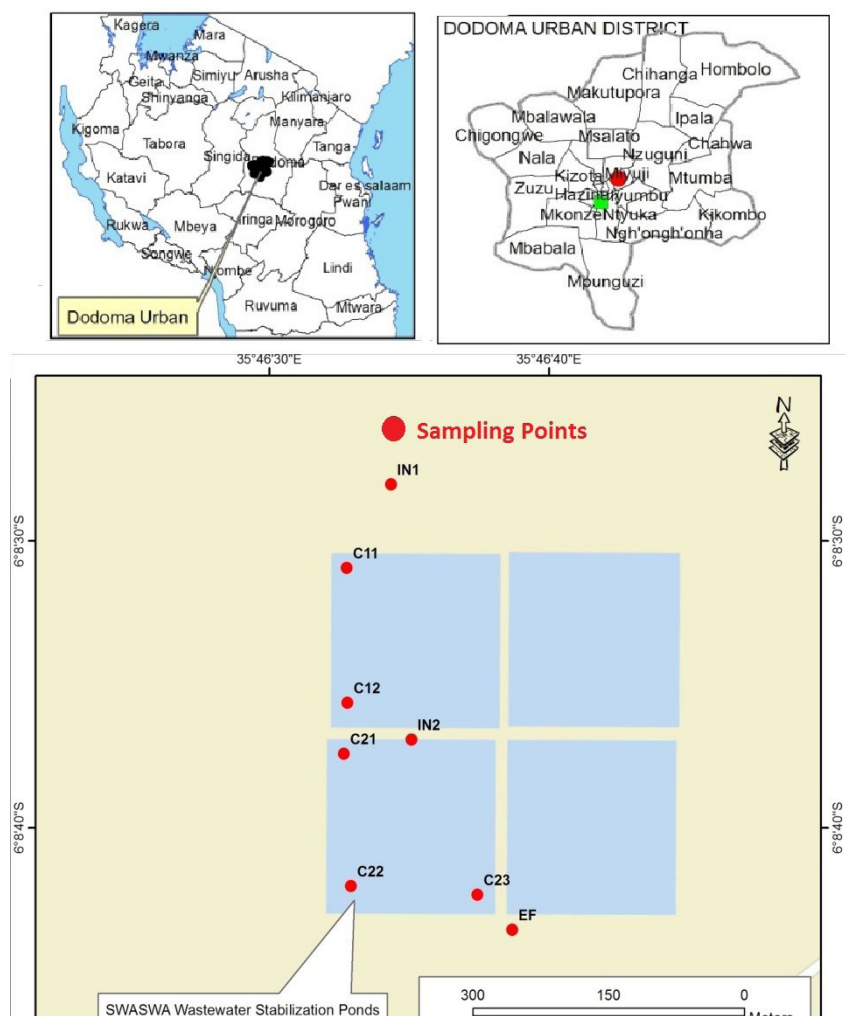 Kagera
Mara
Mwanza
Geita
Simiyu
Arusha
Shinyanga
Kilimanjaro
Kigoma
Manyara
Tabora
Tanga
Singida
Katavi
Dar es salaam
Pwani
Rukwa
Mbeya
Iringa
Morogoro
Songwe
Njombe
Lindi
Ruvuma
Mtwara
Dodoma Urban
DODOMA URBAN DISTRICT
Chihanga
Hombolo
Makutupora
Mbalawala
Ipala
Chigongwe
Msalato
Chahwa
Nala
Nzuguni
Kizota
Miyuji
Mtumba
Zuzu
Mkonze
Ntyuka
Kikombo
Ngh'ongh'onha
Mbabala
Mpunguzi
35°46'30"E
35°46'40"E
Sampling Points
N
IN1
6°8'30"S
6°8'30"S
C11
C12
IN2
C21
6°8'40"S
6°8'40"S
C22
C23
EF
SWASWA Wastewater Stabilization Ponds
300
150
0
Meters